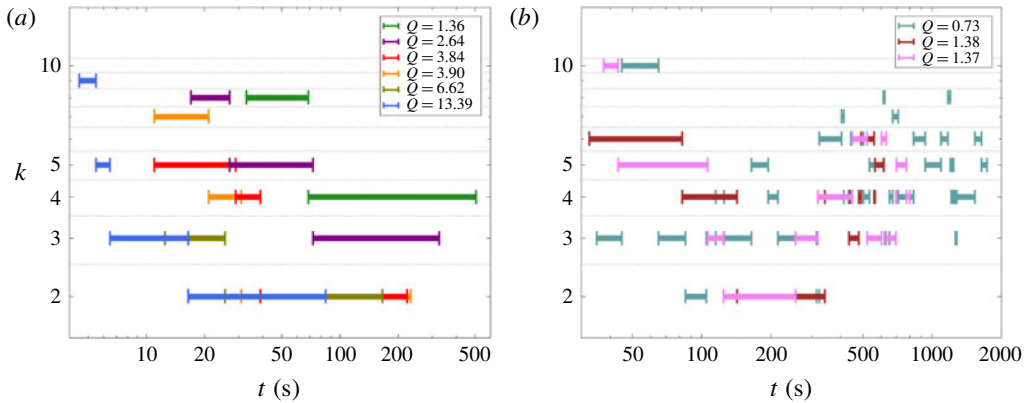 (a)
10
5
4
3
2
k
10
20
50
100
200
500
t (s)
Q = 1.36
Q = 2.64
Q = 3.84
Q = 3.90
Q = 6.62
Q = 13.39
(b)
10
5
4
3
2
50
100
200
500
1000
2000
t (s)
Q = 0.73
Q = 1.38
Q = 1.37